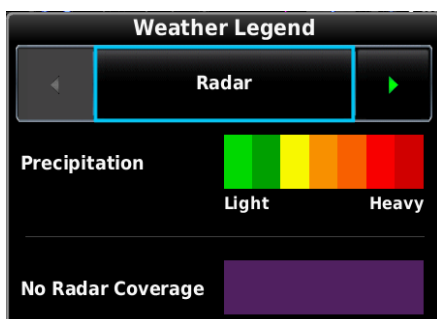 Weather Legend
Radar
Precipitation
Light Heavy
No Radar Coverage